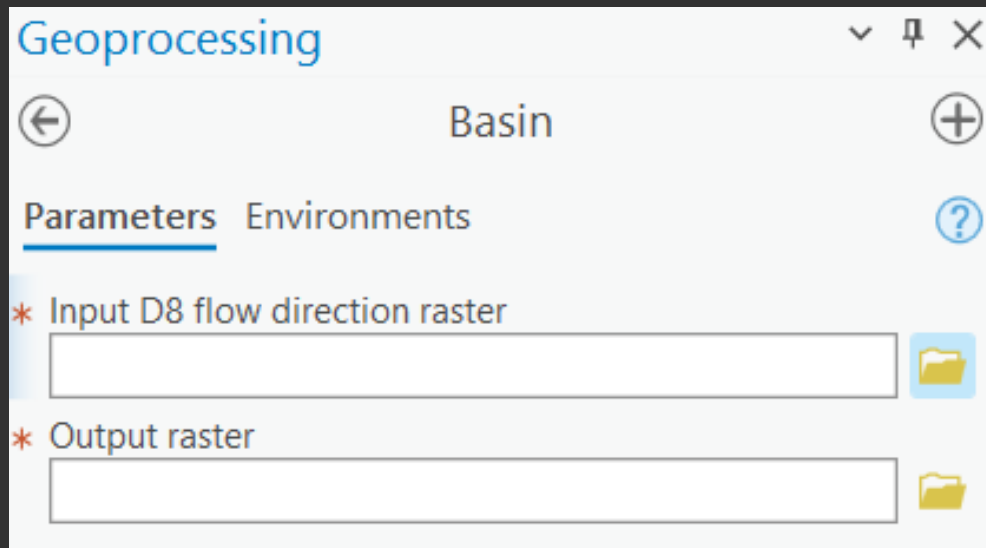 Geoprocessing
Basin
Parameters Environments
* Input D8 flow direction raster
* Output raster